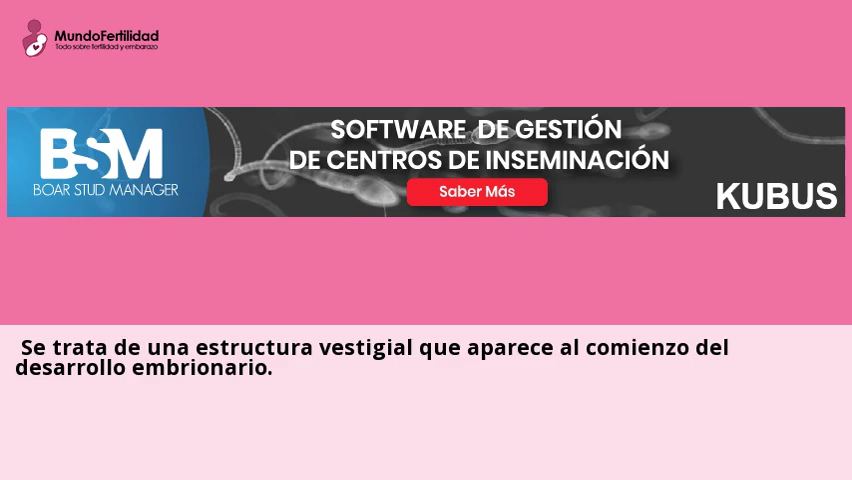 MundoFertilidad
Todo sobre fertilidad y embarazo
BSM
BOAR STUD MANAGER
SOFTWARE DE GESTIÓN
DE CENTROS DE INSEMINACIÓN
Saber Más
KUBUS
Se trata de una estructura vestigial que aparece al comienzo del
desarrollo embrionario.